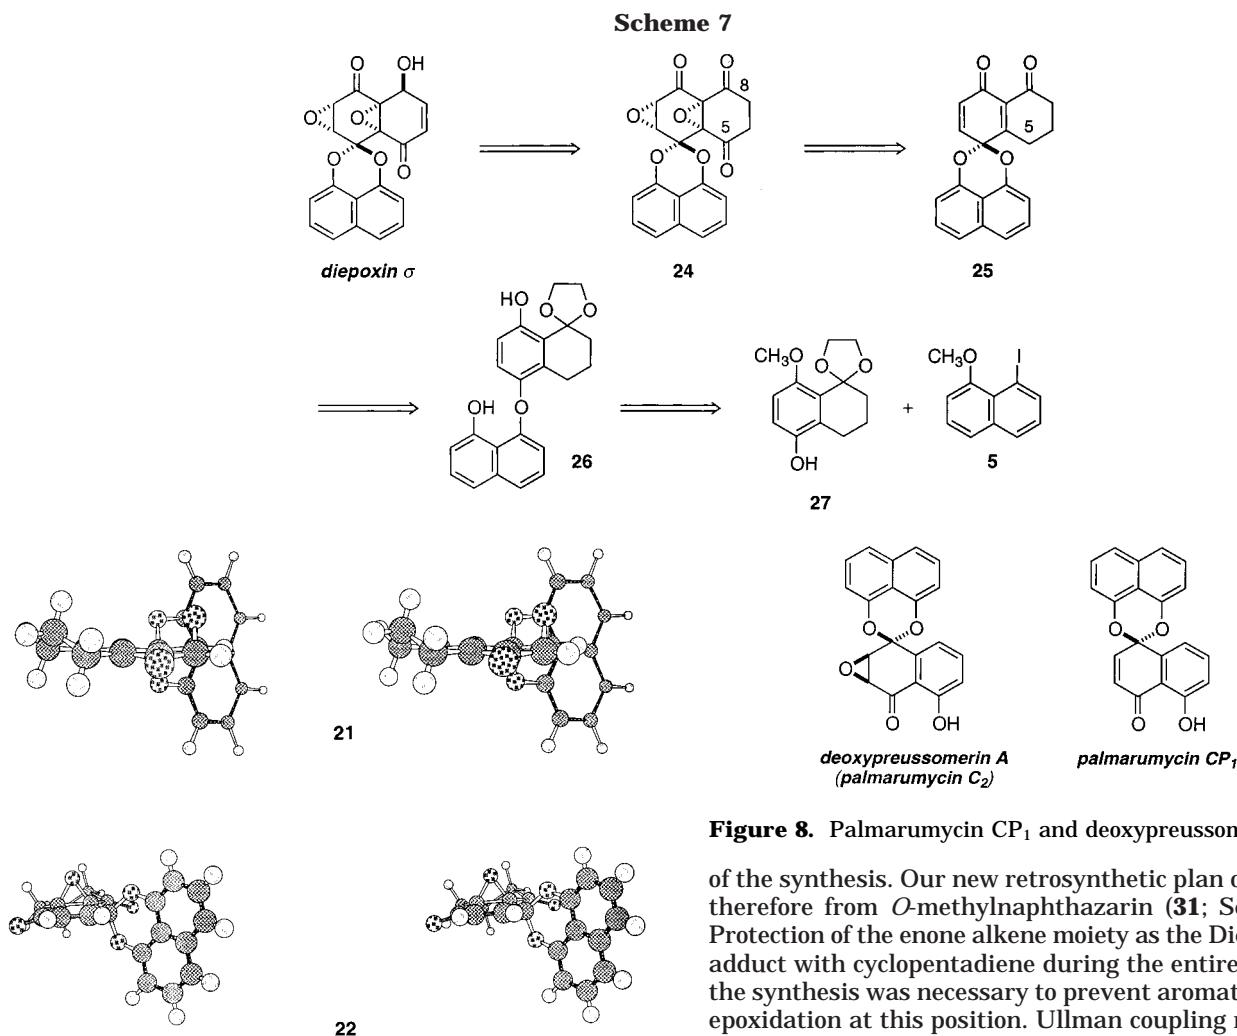 Scheme 7
O OH
O O
O O O
diepoxin σ
O O 8
O O 5
O O O
24
O O
5
O O
25
HO O O
OH O
26
CH₃O O O
OH
27
+
CH₃O I
5
21
22
O O
O
O OH
deoxypreussomerin A
(palmarumycin C₂)
O O
O OH
palmarumycin CP₁
Figure 8. Palmarumycin CP₁ and deoxypreusson
of the synthesis. Our new retrosynthetic plan
therefore from O-methylnaphthazarin (31;
Protection of the enone alkene moiety as the
adduct with cyclopentadiene during the entire
the synthesis was necessary to prevent aromat
epoxidation at this position. Ullman coupling